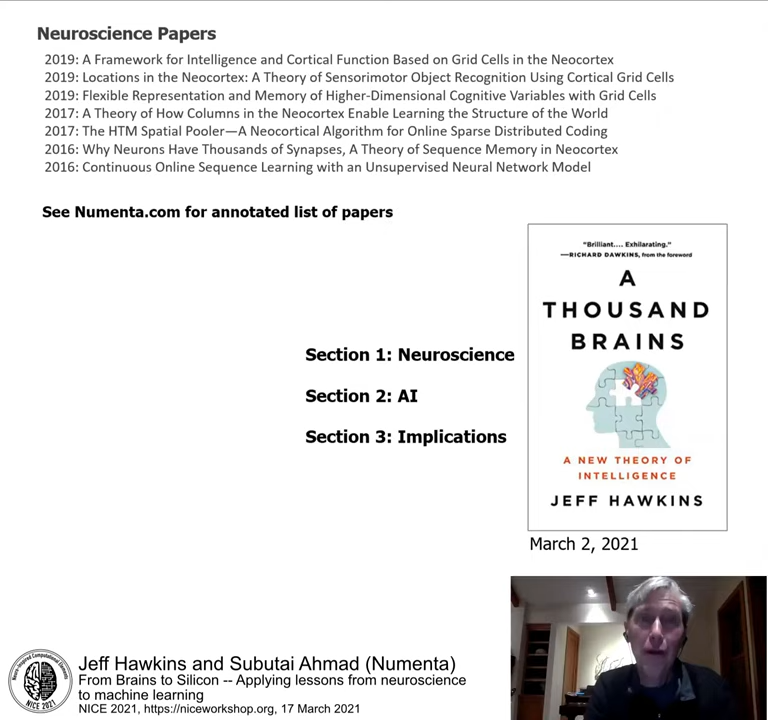 Neuroscience Papers
2019: A Framework for Intelligence and Cortical Function Based on Grid Cells in the Neocortex
2019: Locations in the Neocortex: A Theory of Sensorimotor Object Recognition Using Cortical Grid Cells
2019: Flexible Representation and Memory of Higher-Dimensional Cognitive Variables with Grid Cells
2017: A Theory of How Columns in the Neocortex Enable Learning the Structure of the World
2017: The HTM Spatial Pooler—A Neocortical Algorithm for Online Sparse Distributed Coding
2016: Why Neurons Have Thousands of Synapses, A Theory of Sequence Memory in Neocortex
2016: Continuous Online Sequence Learning with an Unsupervised Neural Network Model
See Numenta.com for annotated list of papers
Section 1: Neuroscience
Section 2: AI
Section 3: Implications
"Brilliant.... Exhilarating."
—RICHARD DAWKINS, from the foreword
A
THOUSAND
BRAINS
A NEW THEORY OF
INTELLIGENCE
JEFF HAWKINS
March 2, 2021
Neuro-Inspired Computational Elements
NICE 2021
Jeff Hawkins and Subutai Ahmad (Numenta)
From Brains to Silicon -- Applying lessons from neuroscience
to machine learning
NICE 2021, https://niceworkshop.org, 17 March 2021